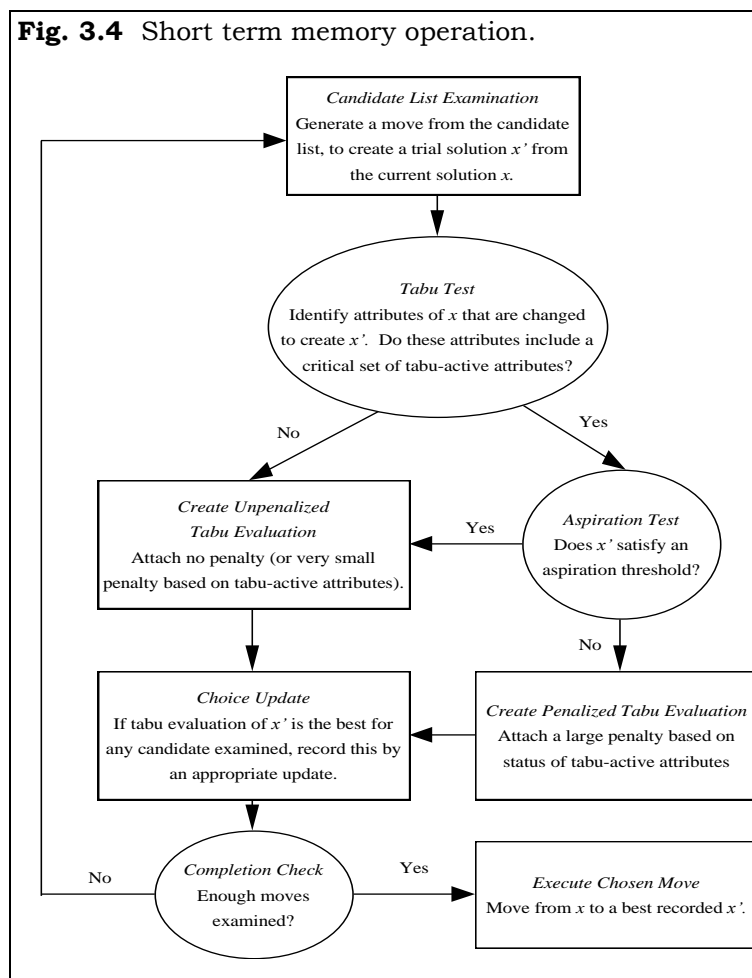 Fig. 3.4 Short term memory operation.
Candidate List Examination
Generate a move from the candidate
list, to create a trial solution x’ from
the current solution x.
Tabu Test
Identify attributes of x that are changed
to create x’. Do these attributes include a
critical set of tabu-active attributes?
No
Yes
Create Unpenalized
Tabu Evaluation
Attach no penalty (or very small
penalty based on tabu-active attributes).
Yes
Aspiration Test
Does x’ satisfy an
aspiration threshold?
No
Choice Update
If tabu evaluation of x’ is the best for
any candidate examined, record this by
an appropriate update.
Create Penalized Tabu Evaluation
Attach a large penalty based on
status of tabu-active attributes
No
Completion Check
Enough moves
examined?
Yes
Execute Chosen Move
Move from x to a best recorded x’.